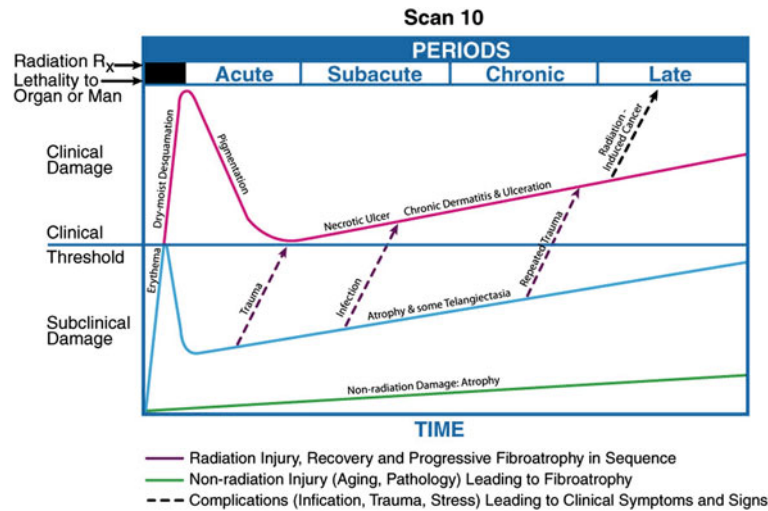 Scan 10
PERIODS
Radiation Rx
Lethality to
Organ or Man
Acute
Subacute
Chronic
Late
Clinical
Damage
Clinical
Threshold
Subclinical
Damage
Dry-moist Desquamation
Erythema
Pigmentation
Necrotic Ulcer
Chronic Dermatitis & Ulceration
Radiation -
Induced Cancer
Trauma
Infection
Repeated Trauma
Atrophy & some Telangiectasia
Non-radiation Damage: Atrophy
TIME
Radiation Injury, Recovery and Progressive Fibroatrophy in Sequence
Non-radiation Injury (Aging, Pathology) Leading to Fibroatrophy
Complications (Infication, Trauma, Stress) Leading to Clinical Symptoms and Signs